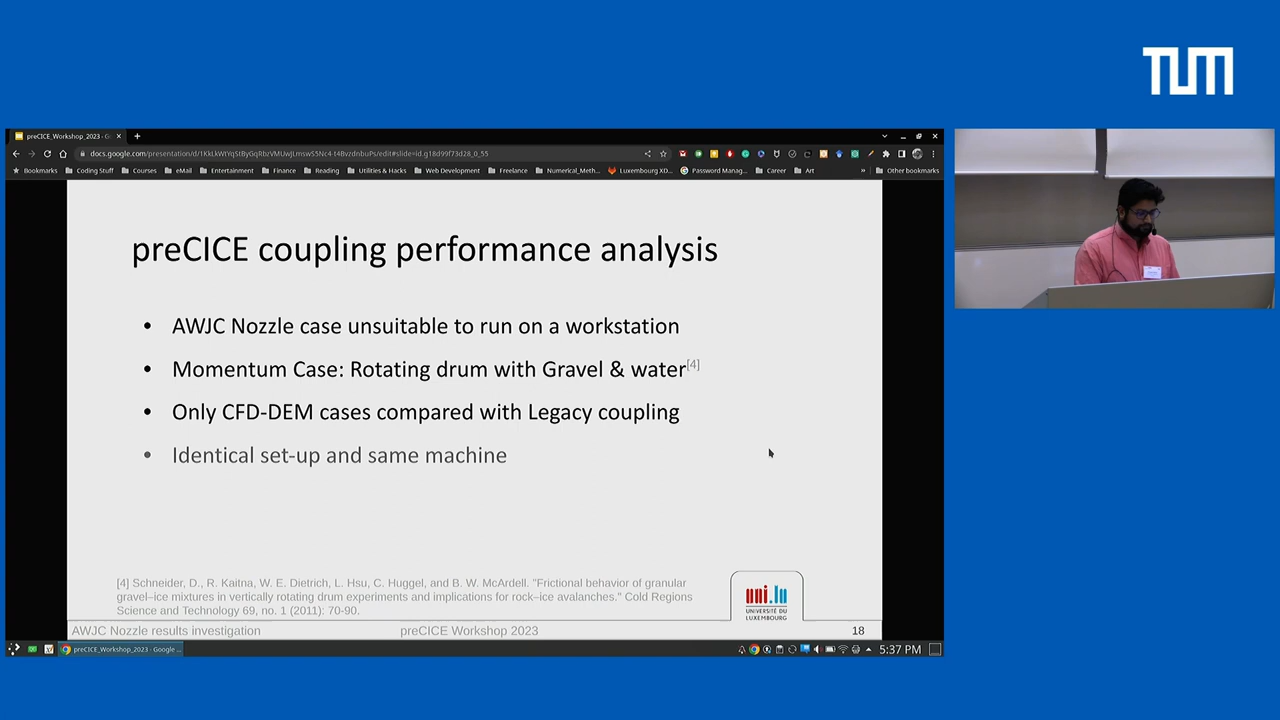 TUM
preCICE_Workshop_2023 - G
docs.google.com/presentation/d/
Bookmarks Coding Stuff Courses eMail Entertainment Finance Reading Utilities & Hacks Web Development Freelance Numerical_Meth... Luxembourg XD... Password Manag... Career Art » Other bookmarks
preCICE coupling performance analysis
• AWJC Nozzle case unsuitable to run on a workstation
• Momentum Case: Rotating drum with Gravel & water[4]
• Only CFD-DEM cases compared with Legacy coupling
• Identical set-up and same machine
[4] Schneider, D., R. Kaitna, W. E. Dietrich, L. Hsu, C. Huggel, and B. W. McArdell. "Frictional behavior of granular
gravel–ice mixtures in vertically rotating drum experiments and implications for rock–ice avalanches." Cold Regions
Science and Technology 69, no. 1 (2011): 70-90.
uni.lu
UNIVERSITÉ DU
LUXEMBOURG
AWJC Nozzle results investigation preCICE Workshop 2023 18
preCICE_Workshop_2023 - Google ... 5:37 PM